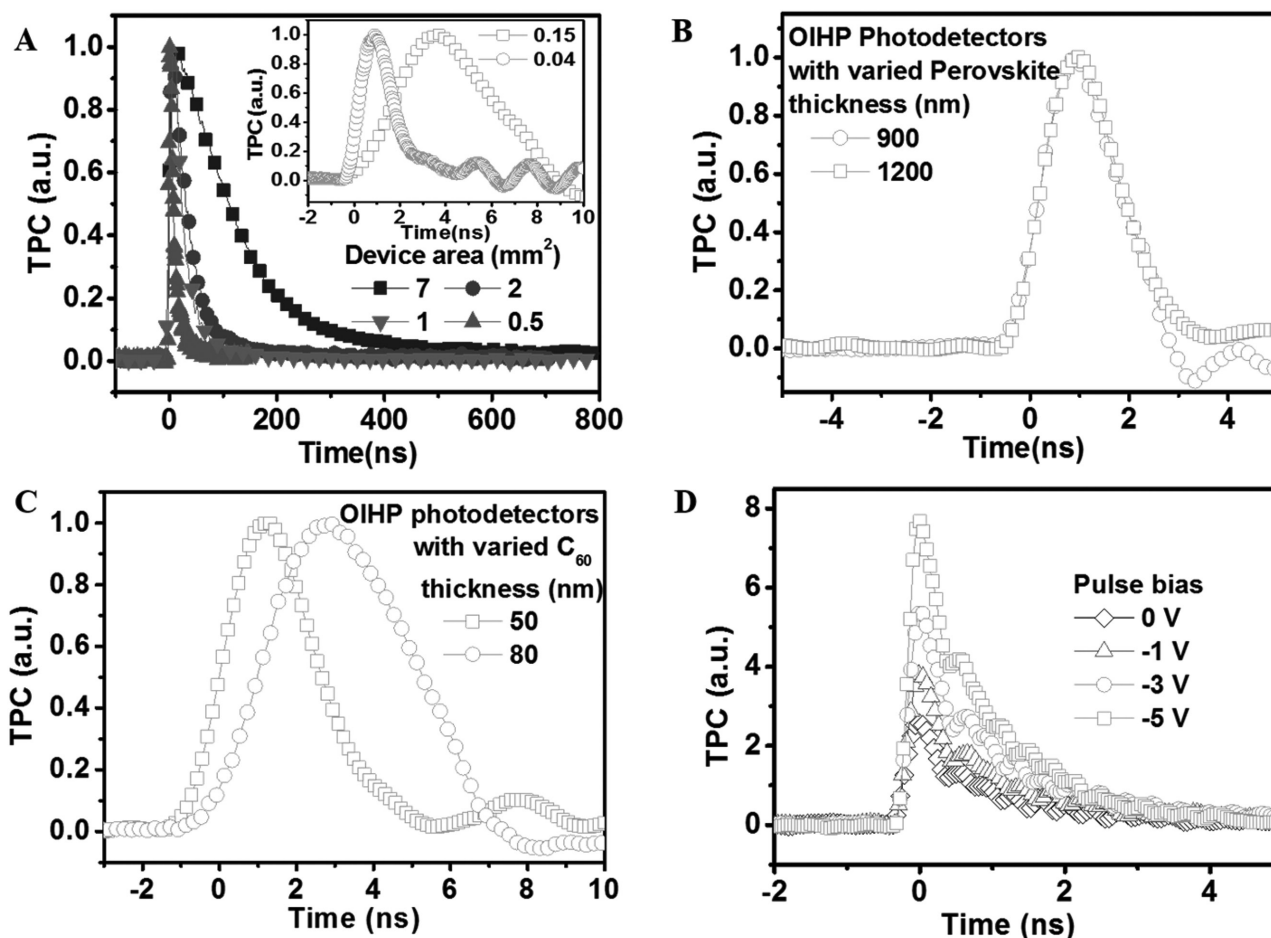 A
TPC (a.u.)
1.0
0.8
0.6
0.4
0.2
0.0
0 200 400 600 800
Time(ns)
Device area (mm²)
7 2
1 0.5
TPC (a.u.)
1.0
0.8
0.6
0.4
0.2
0.0
-2 0 2 4 6 8 10
Time(ns)
0.15
0.04
B
OIHP Photodetectors
with varied Perovskite
thickness (nm)
900
1200
TPC (a.u.)
1.0
0.8
0.6
0.4
0.2
0.0
-4 -2 0 2 4
Time(ns)
C
OIHP photodetectors
with varied C₆₀
thickness (nm)
50
80
TPC (a.u.)
1.0
0.8
0.6
0.4
0.2
0.0
-2 0 2 4 6 8 10
Time (ns)
D
Pulse bias
0 V
-1 V
-3 V
-5 V
TPC (a.u.)
8
6
4
2
0
-2 0 2 4
Time (ns)